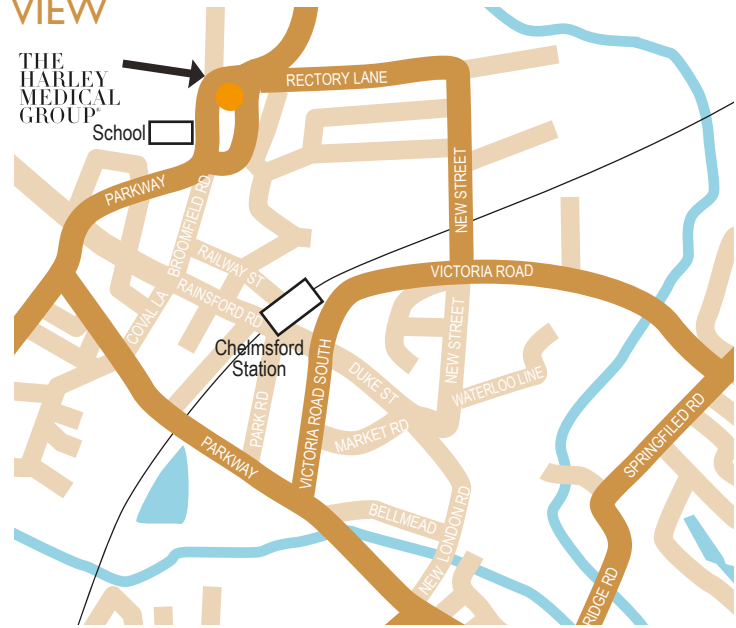 VIEW
THE
HARLEY
MEDICAL
GROUP®
School
RECTORY LANE
PARKWAY
BROOMFIELD RD
NEW STREET
RAILWAY ST
RAINSFORD RD
COVAL LA
VICTORIA ROAD
Chelmsford
Station
VICTORIA ROAD SOUTH
DUKE ST
NEW STREET
WATERLOO LINE
PARK RD
MARKET RD
PARKWAY
SPRINGFILED RD
BELLMEAD
NEW LONDON RD
RIDGE RD